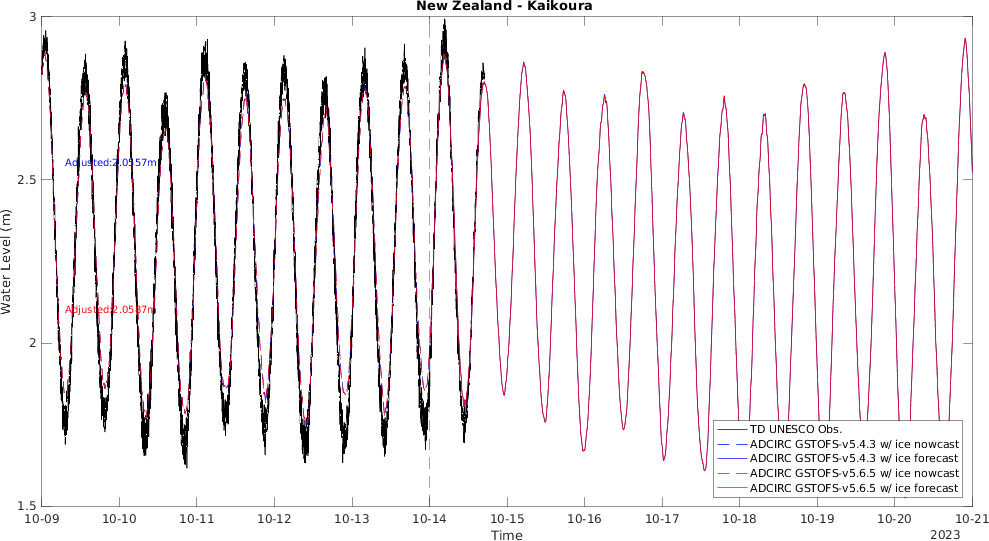 New Zealand - Kaikoura
3
2.5
2
1.5
Water Level (m)
Adjusted:2.0557m
Adjusted:2.0587m
TD UNESCO Obs.
ADCIRC GSTOFS-v5.4.3 w/ ice nowcast
ADCIRC GSTOFS-v5.4.3 w/ ice forecast
ADCIRC GSTOFS-v5.6.5 w/ ice nowcast
ADCIRC GSTOFS-v5.6.5 w/ ice forecast
10-09 10-10 10-11 10-12 10-13 10-14 10-15 10-16 10-17 10-18 10-19 10-20 10-21
Time
2023